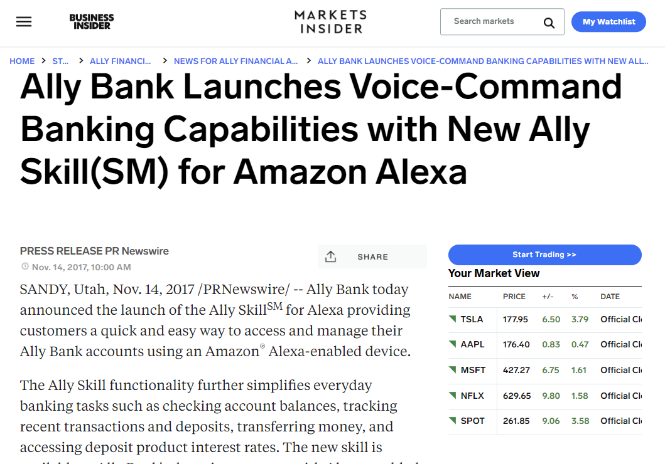 BUSINESS
INSIDER
MARKETS
INSIDER
Search markets
My Watchlist
HOME > ST... > ALLY FINANCI... > NEWS FOR ALLY FINANCIAL A... > ALLY BANK LAUNCHES VOICE-COMMAND BANKING CAPABILITIES WITH NEW ALL...
Ally Bank Launches Voice-Command
Banking Capabilities with New Ally
Skill(SM) for Amazon Alexa
PRESS RELEASE PR Newswire
Nov. 14, 2017, 10:00 AM
SHARE
SANDY, Utah, Nov. 14, 2017 /PRNewswire/ -- Ally Bank today
announced the launch of the Ally Skill℠ for Alexa providing
customers a quick and easy way to access and manage their
Ally Bank accounts using an Amazon® Alexa-enabled device.
The Ally Skill functionality further simplifies everyday
banking tasks such as checking account balances, tracking
recent transactions and deposits, transferring money, and
accessing deposit product interest rates. The new skill is
Start Trading >>
Your Market View
NAME PRICE +/- % DATE
TSLA 177.95 6.50 3.79 Official Cl
AAPL 176.40 0.83 0.47 Official Cl
MSFT 427.27 6.75 1.61 Official Cl
NFLX 629.65 9.80 1.58 Official Cl
SPOT 261.85 9.06 3.58 Official Cl